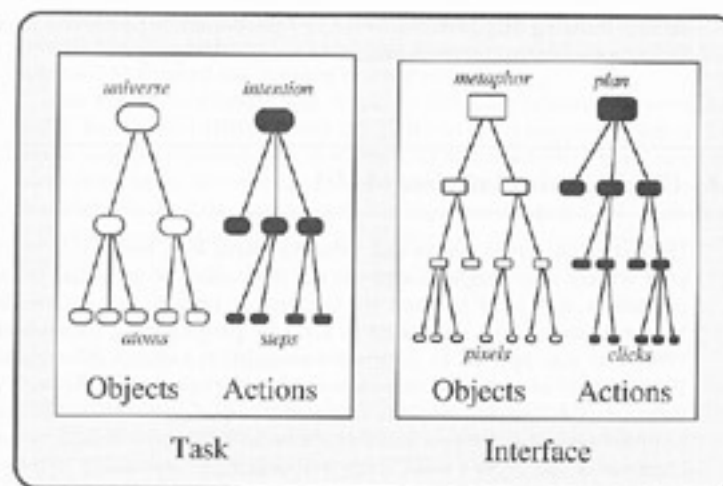 universe intention
atoms steps
Objects Actions
Task
metaphor plan
pixels clicks
Objects Actions
Interface